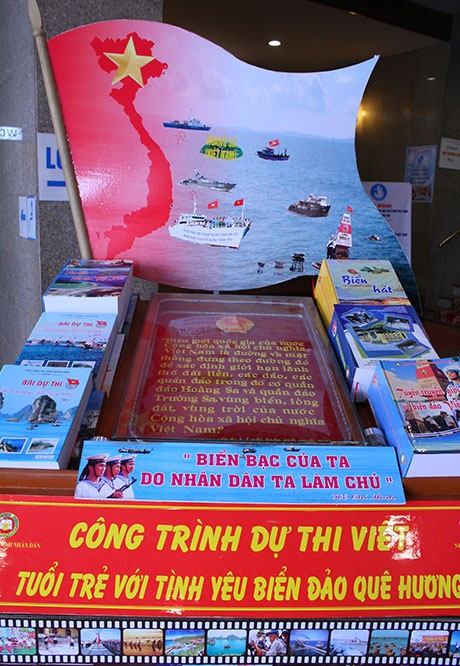 HOÀNG SA
VIỆT NAM
BÀI DỰ THI
BÀI DỰ THI
Biển
hát
"Biên giới quốc gia của nước
Cộng hòa xã hội chủ nghĩa
Việt Nam là đường và mặt
thẳng đứng theo đường đó
để xác định giới hạn lãnh
thổ đất liền, các đảo, các
quần đảo trong đó có quần
đảo Hoàng Sa và quần đảo
Trường Sa, vùng biển, lòng
đất, vùng trời của nước
Cộng hòa xã hội chủ nghĩa
Việt Nam."
" BIỂN BẠC CỦA TA
DO NHÂN DÂN TA LÀM CHỦ "
Hồ Chí Minh
CÔNG TRÌNH DỰ THI VIẾT
TUỔI TRẺ VỚI TÌNH YÊU BIỂN ĐẢO QUÊ HƯƠNG